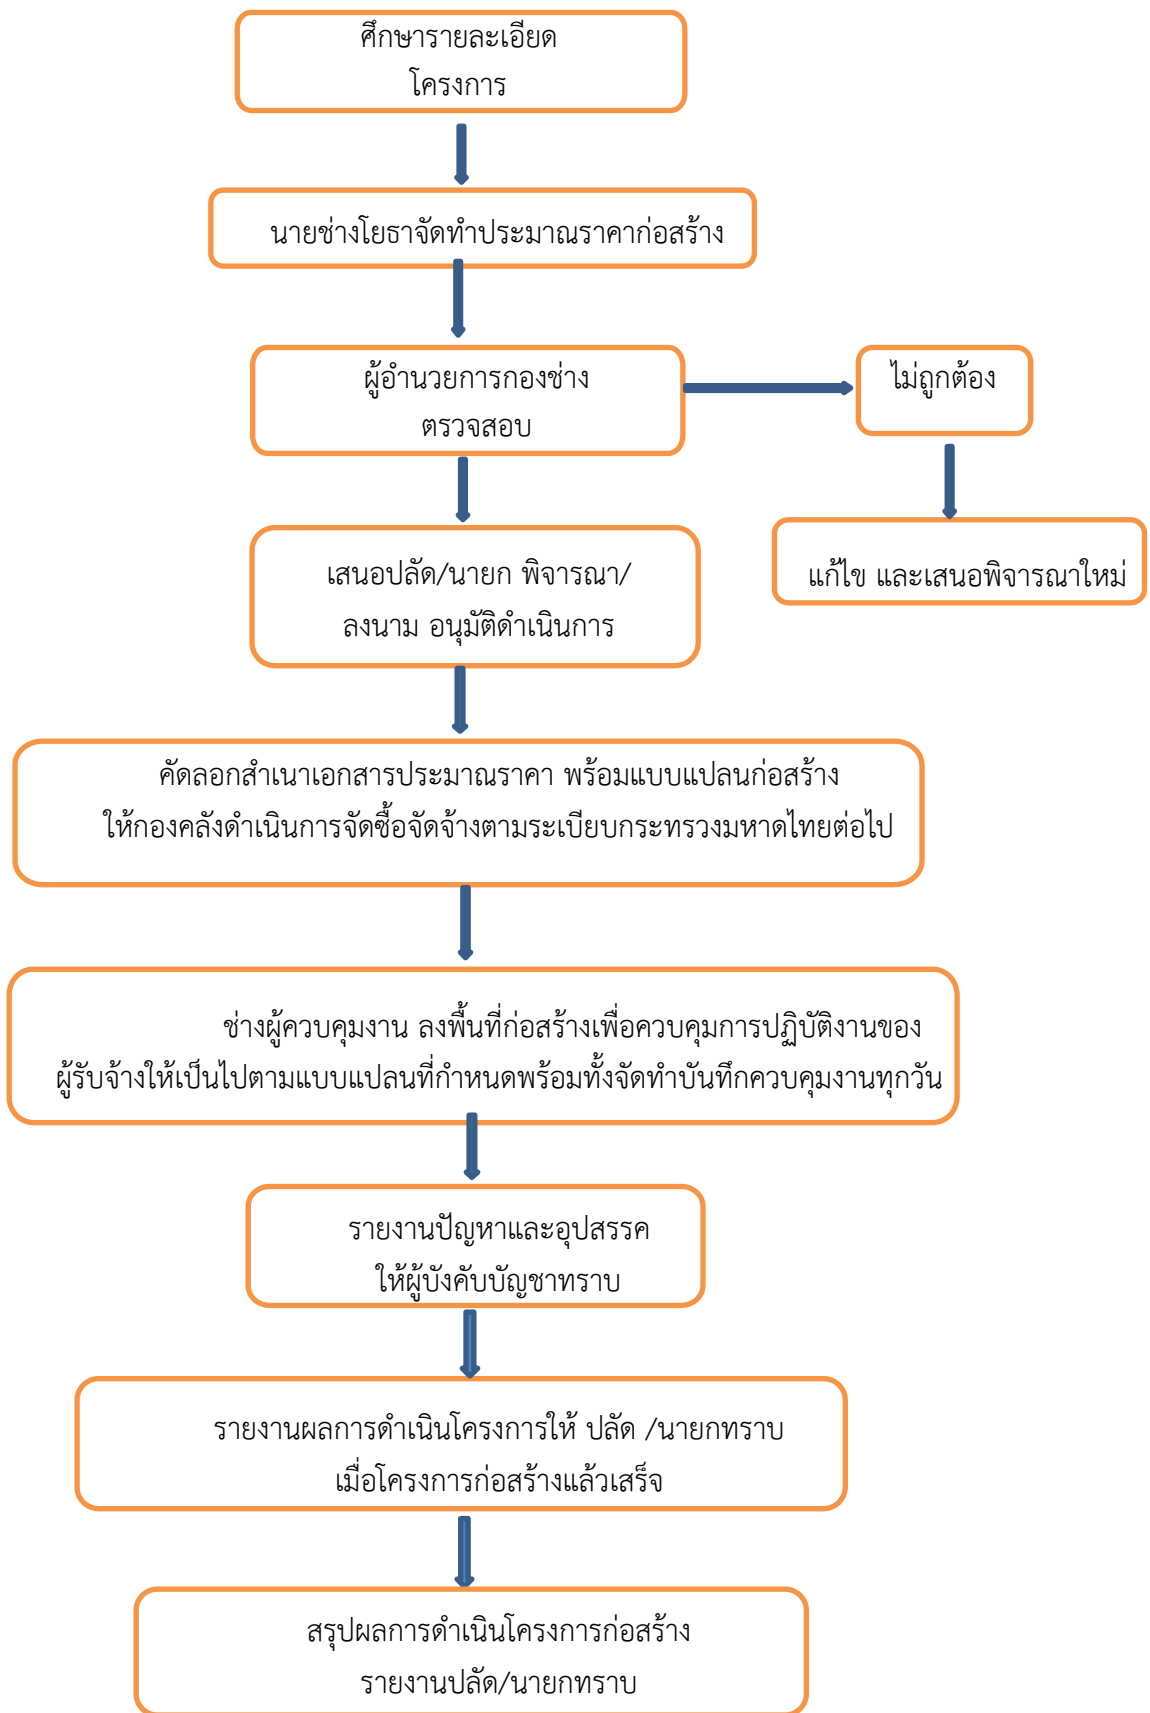 ศึกษารายละเอียด
โครงการ
นายช่างโยธาจัดทำประมาณราคาก่อสร้าง
ผู้อำนวยการกองช่าง
ตรวจสอบ
ไม่ถูกต้อง
แก้ไข และเสนอพิจารณาใหม่
เสนอปลัด/นายก พิจารณา/
ลงนาม อนุมัติดำเนินการ
คัดลอกสำเนาเอกสารประมาณราคา พร้อมแบบแปลนก่อสร้าง
ให้กองคลังดำเนินการจัดซื้อจัดจ้างตามระเบียบกระทรวงมหาดไทยต่อไป
ช่างผู้ควบคุมงาน ลงพื้นที่ก่อสร้างเพื่อควบคุมการปฏิบัติงานของ
ผู้รับจ้างให้เป็นไปตามแบบแปลนที่กำหนดพร้อมทั้งจัดทำบันทึกควบคุมงานทุกวัน
รายงานปัญหาและอุปสรรค
ให้ผู้บังคับบัญชาทราบ
รายงานผลการดำเนินโครงการให้ ปลัด /นายกทราบ
เมื่อโครงการก่อสร้างแล้วเสร็จ
สรุปผลการดำเนินโครงการก่อสร้าง
รายงานปลัด/นายกทราบ